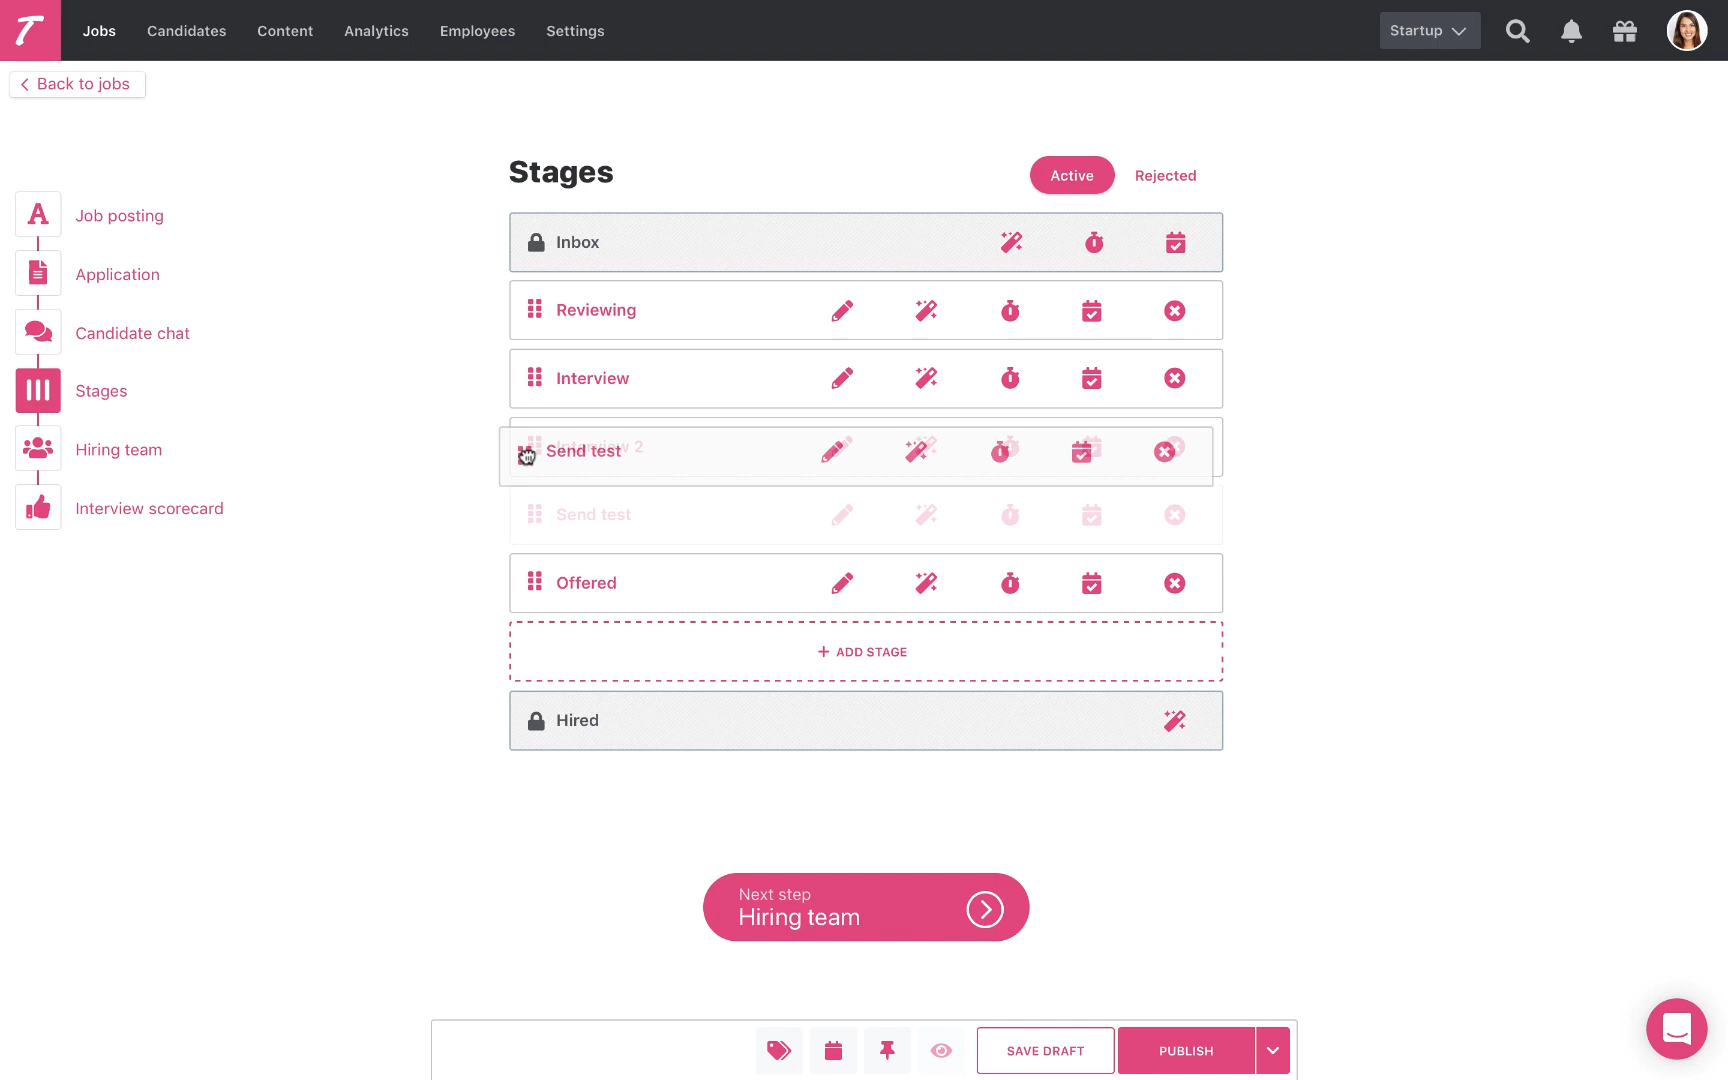 Jobs Candidates Content Analytics Employees Settings Startup
Back to jobs
Stages
Active Rejected
Job posting
Application
Candidate chat
Stages
Hiring team
Interview scorecard
Inbox
Reviewing
Interview
Interview 2
Send test
Send test
Offered
+ ADD STAGE
Hired
Next step
Hiring team
SAVE DRAFT PUBLISH